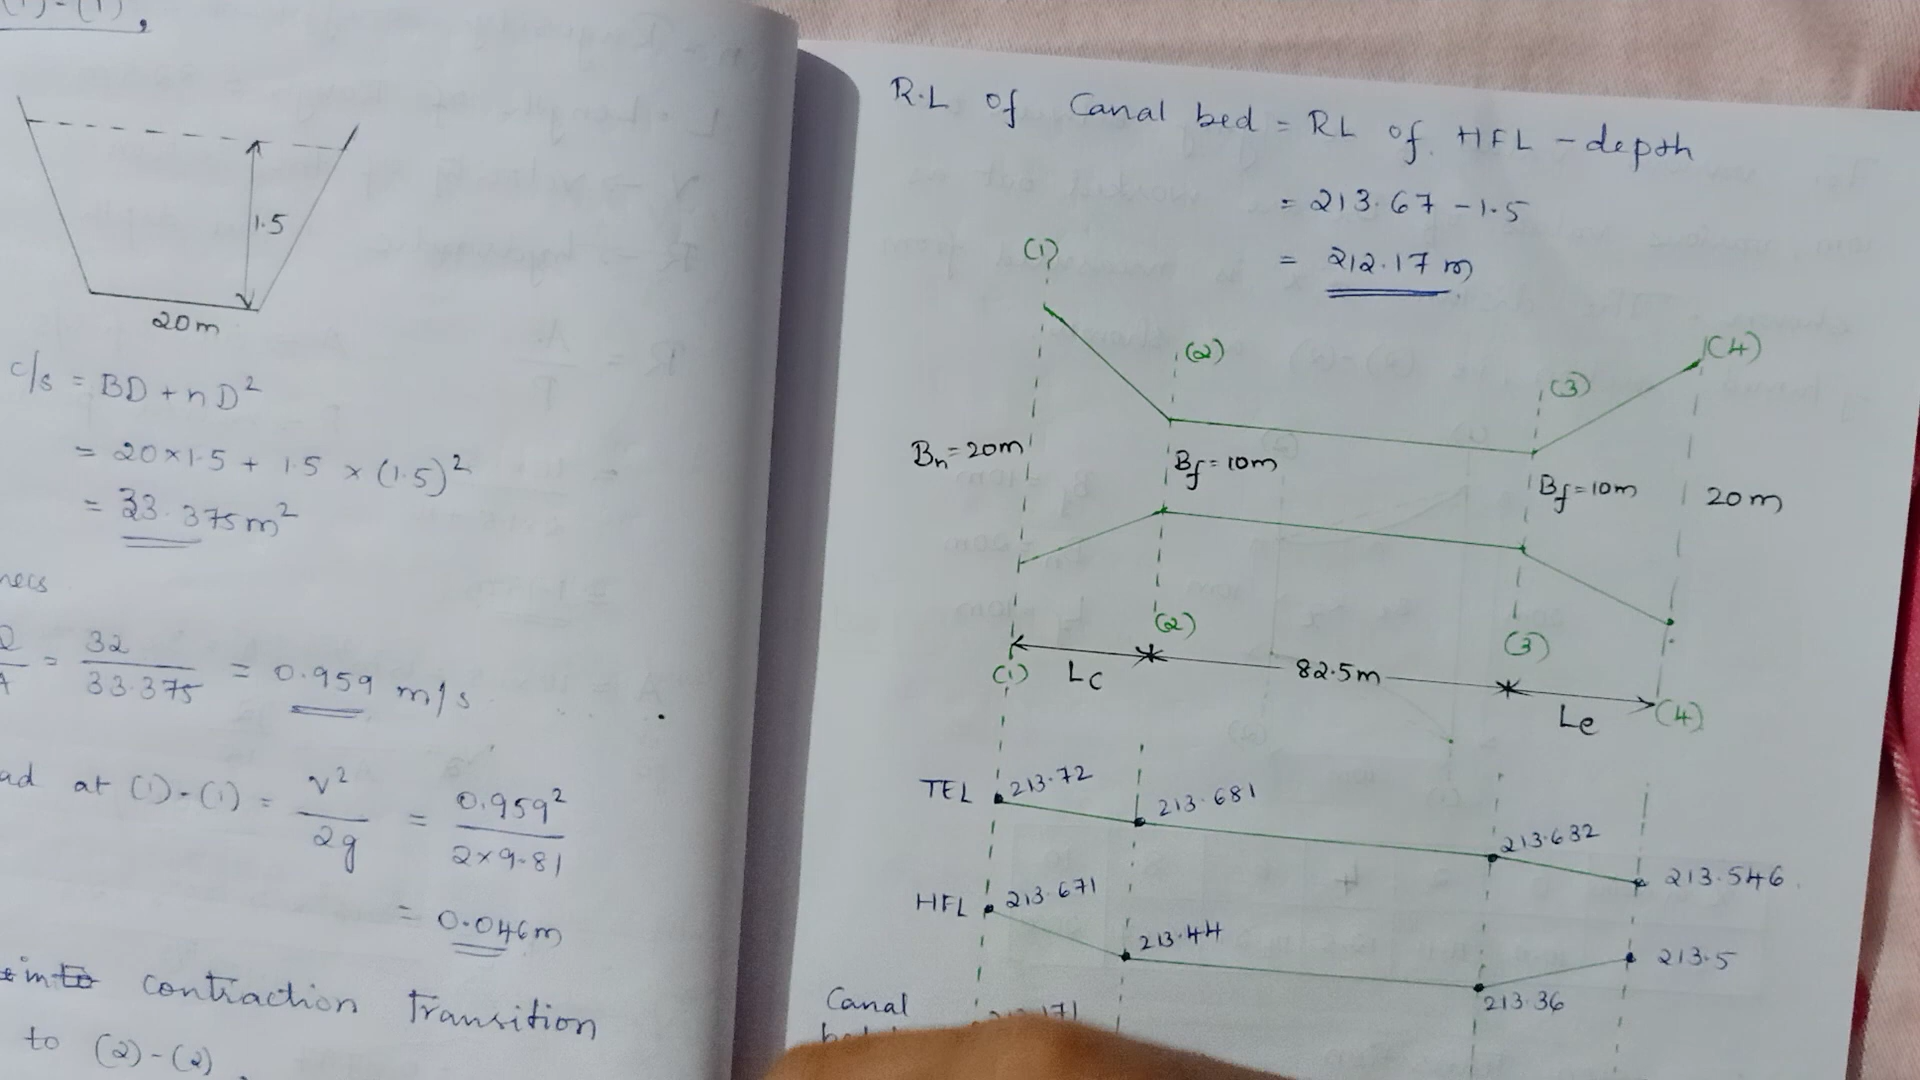 (1)-(1),
1.5
20m
c/s = BD + nD²
= 20×1.5 + 1.5 × (1.5)²
= 33.375m²
= 32/33.375 = 0.959 m/s
at (1)-(1) = v²/2g = 0.959²/2×9.81
= 0.046m
contraction transition
to (2)-(2).
R.L of Canal bed = RL of HFL - depth
= 213.67 - 1.5
= 212.17 m
(1)
(2)
(3)
(4)
Bn = 20m
Bf = 10m
Bf = 10m
20m
(1)
(2)
(3)
(4)
Lc
82.5m
Le
TEL 213.72 213.681 213.632 213.546
HFL 213.671 213.44 213.36 213.5
Canal